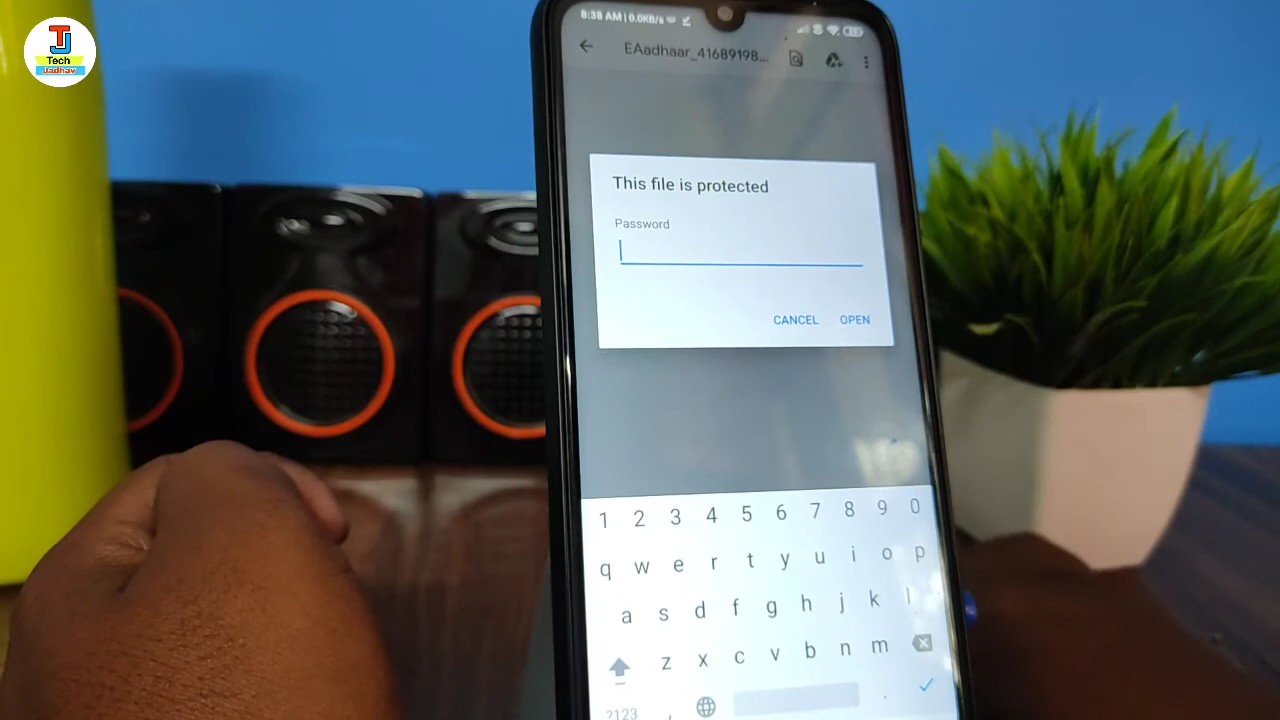 TJ
Tech
Jadhav
8:38 AM | 0.0KB/s
EAadhaar_41689198...
This file is protected
Password
CANCEL OPEN
1 2 3 4 5 6 7 8 9 0
q w e r t y u i o p
a s d f g h j k l
z x c v b n m
?123 , .